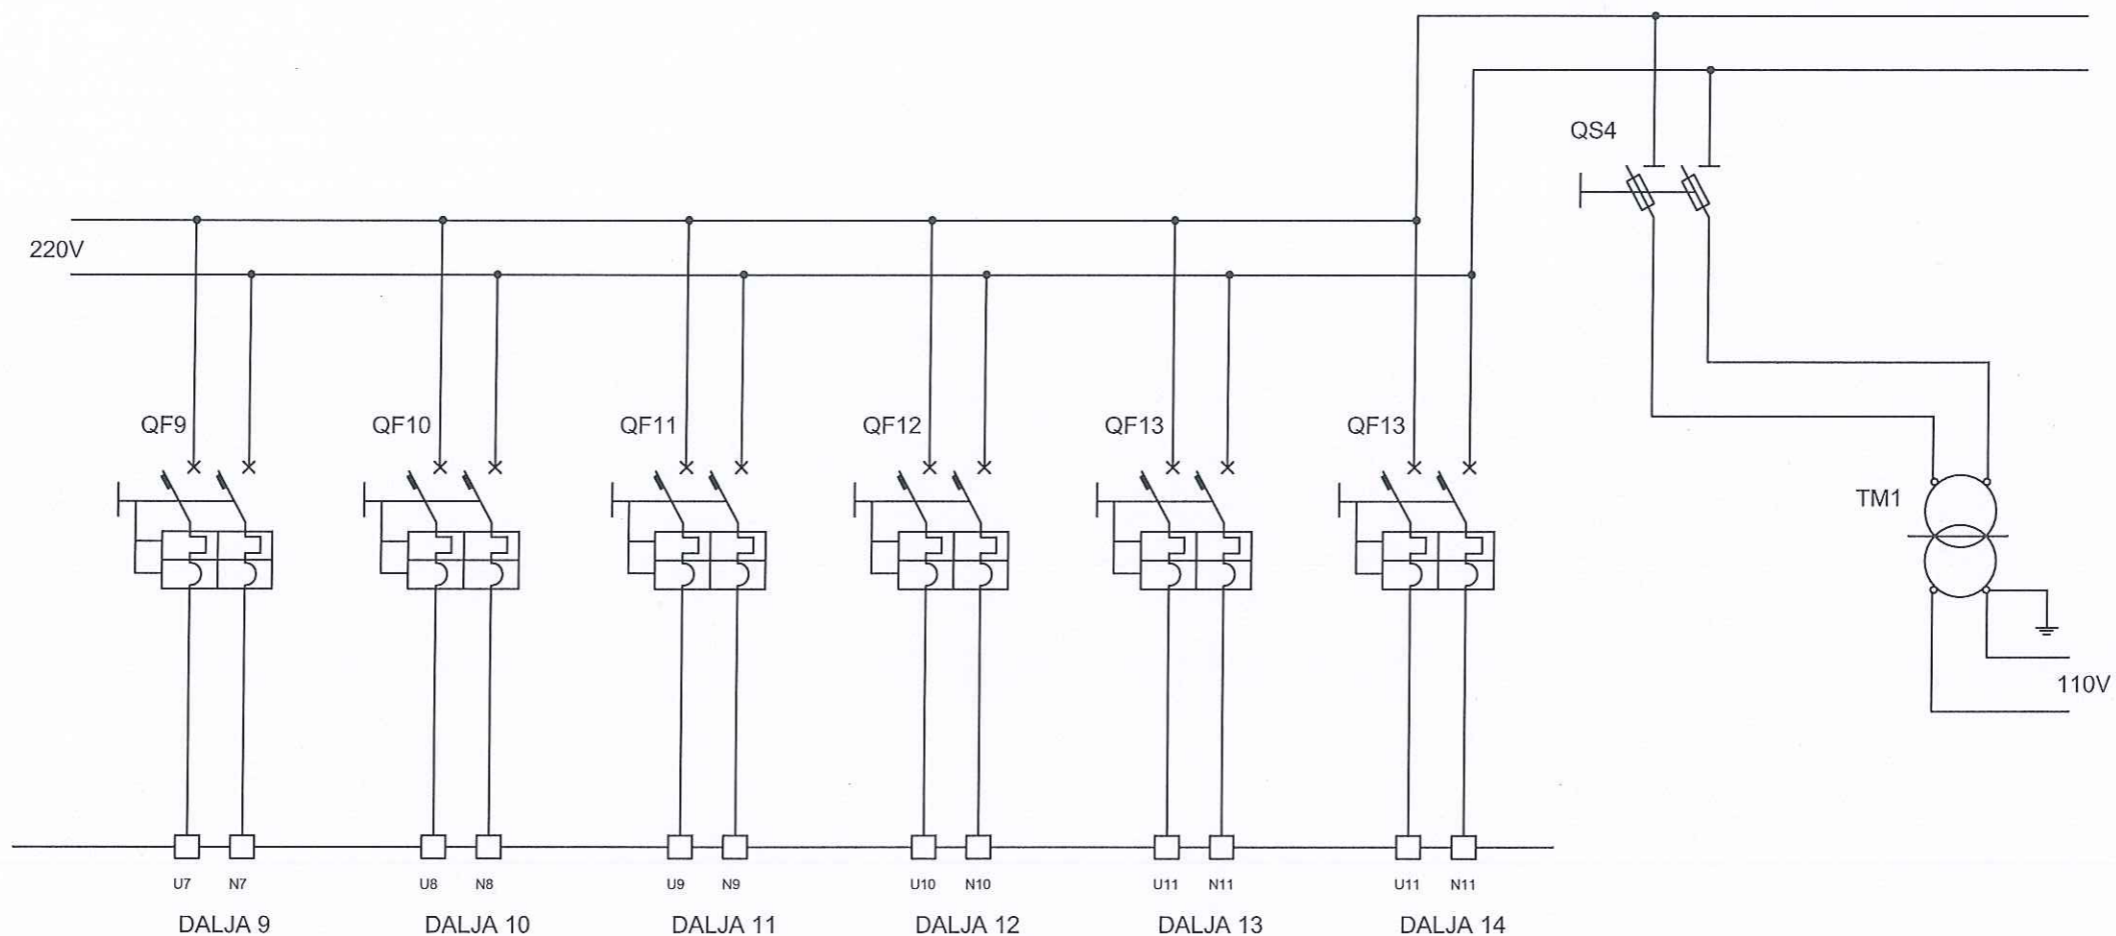 QS4
220V
QF9 QF10 QF11 QF12 QF13 QF13
TM1
110V
U7 N7 U8 N8 U9 N9 U10 N10 U11 N11 U11 N11
DALJA 9 DALJA 10 DALJA 11 DALJA 12 DALJA 13 DALJA 14